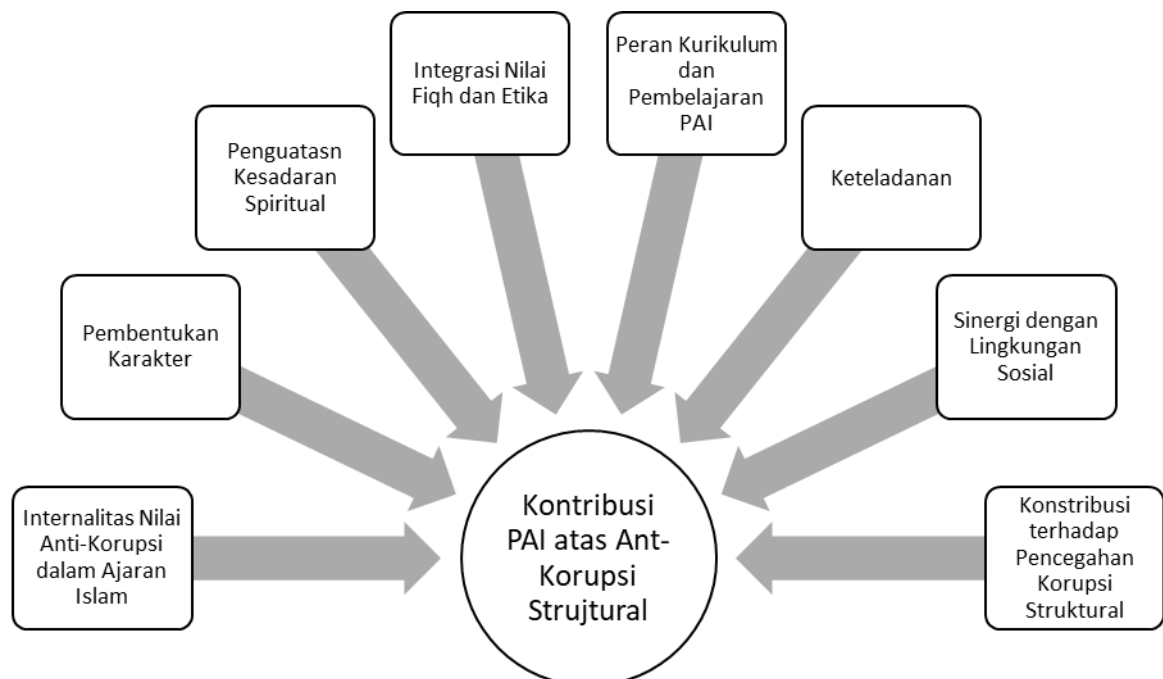 Internalitas Nilai
Anti-Korupsi
dalam Ajaran
Islam
Pembentukan
Karakter
Penguatasn
Kesadaran
Spiritual
Integrasi Nilai
Fiqh dan Etika
Peran Kurikulum
dan
Pembelajaran
PAI
Keteladanan
Sinergi dengan
Lingkungan
Sosial
Konstribusi
terhadap
Pencegahan
Korupsi
Struktural
Kontribusi
PAI atas Ant-
Korupsi
Strujtural